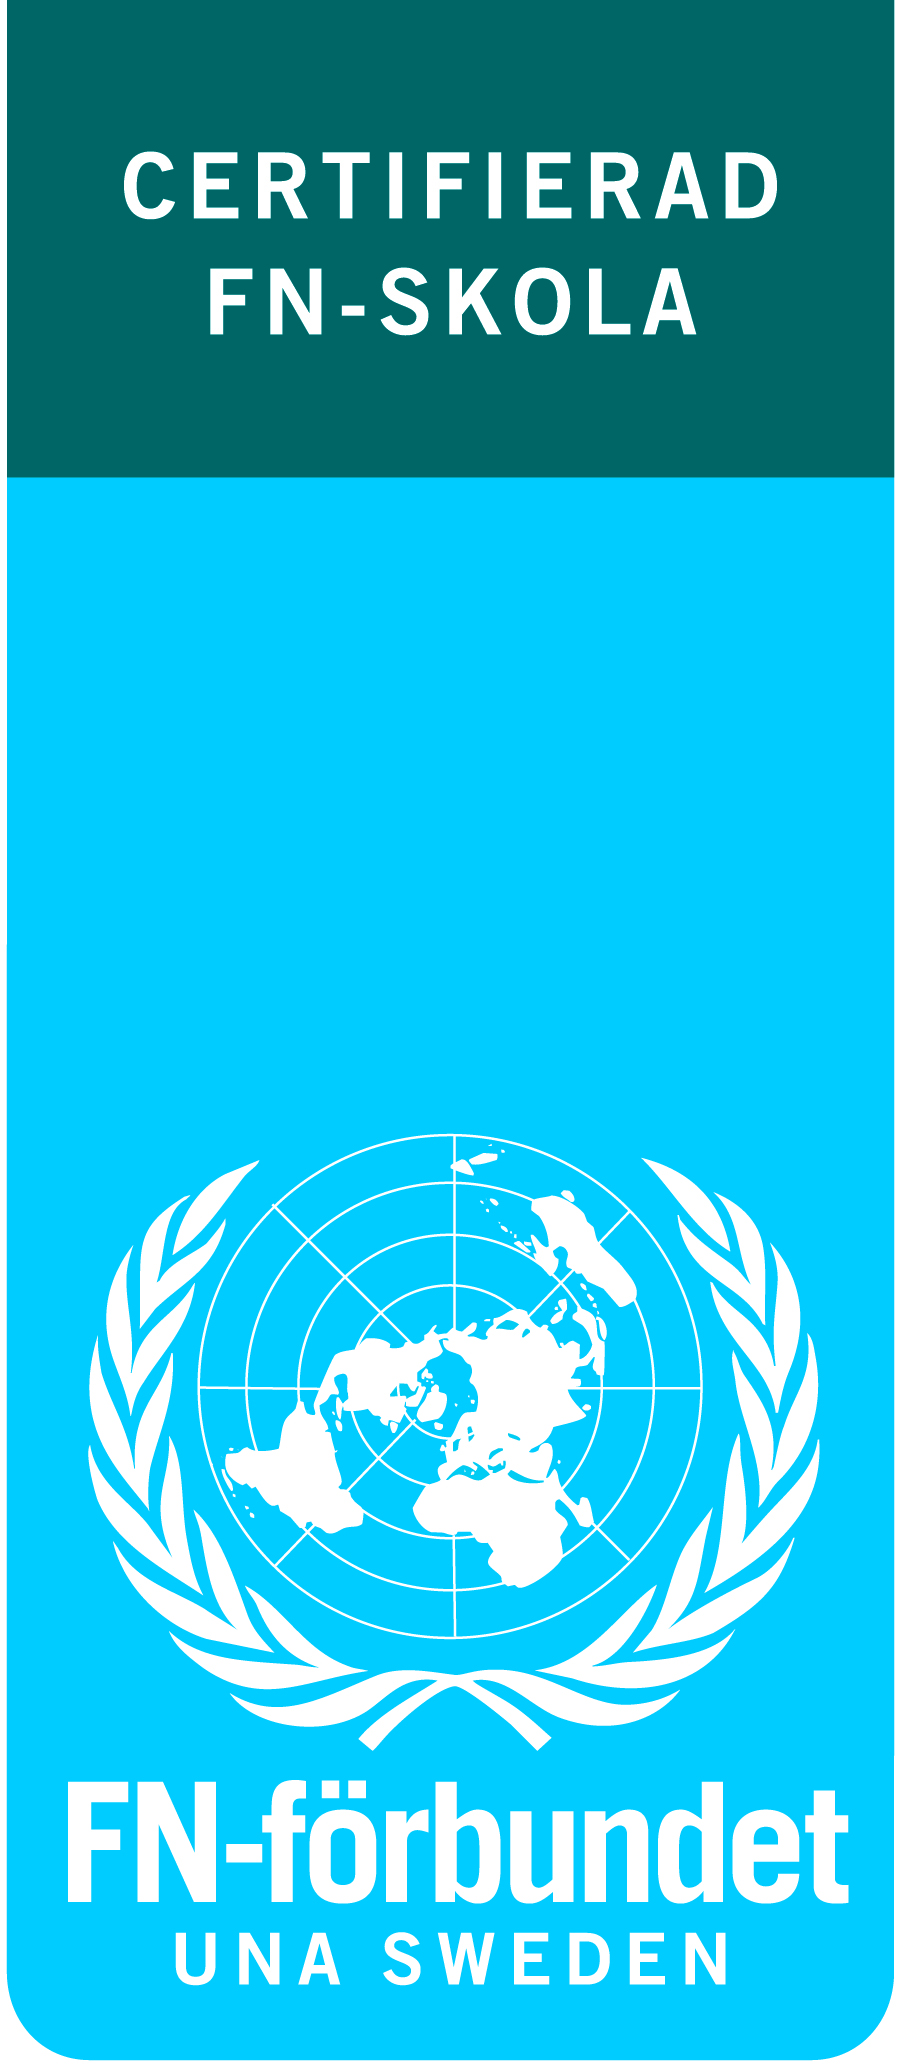 CERTIFIERAD
FN-SKOLA
FN-förbundet
UNA SWEDEN